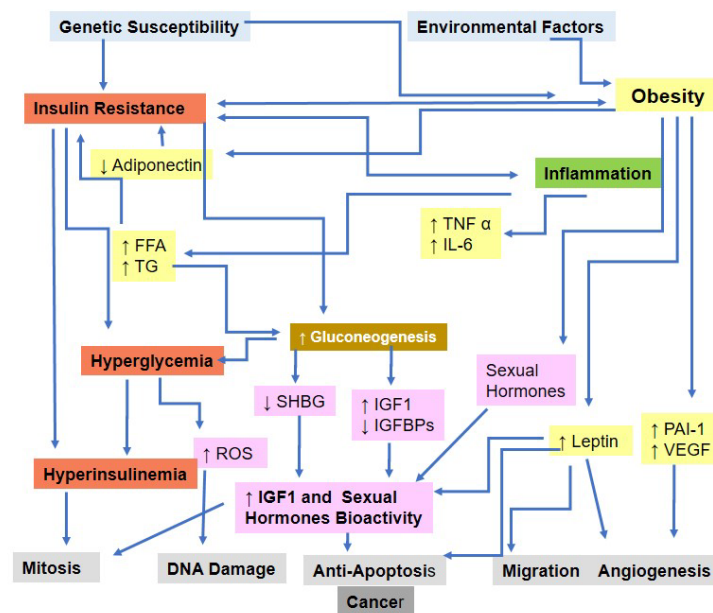 Genetic Susceptibility
Environmental Factors
Insulin Resistance
Obesity
↓ Adiponectin
Inflammation
↑ TNF α
↑ IL-6
↑ FFA
↑ TG
↑ Gluconeogenesis
Hyperglycemia
Sexual
Hormones
↓ SHBG
↑ IGF1
↓ IGFBPs
↑ PAI-1
↑ VEGF
↑ Leptin
↑ ROS
Hyperinsulinemia
↑ IGF1 and Sexual
Hormones Bioactivity
Mitosis
DNA Damage
Anti-Apoptosis
Migration Angiogenesis
Cancer